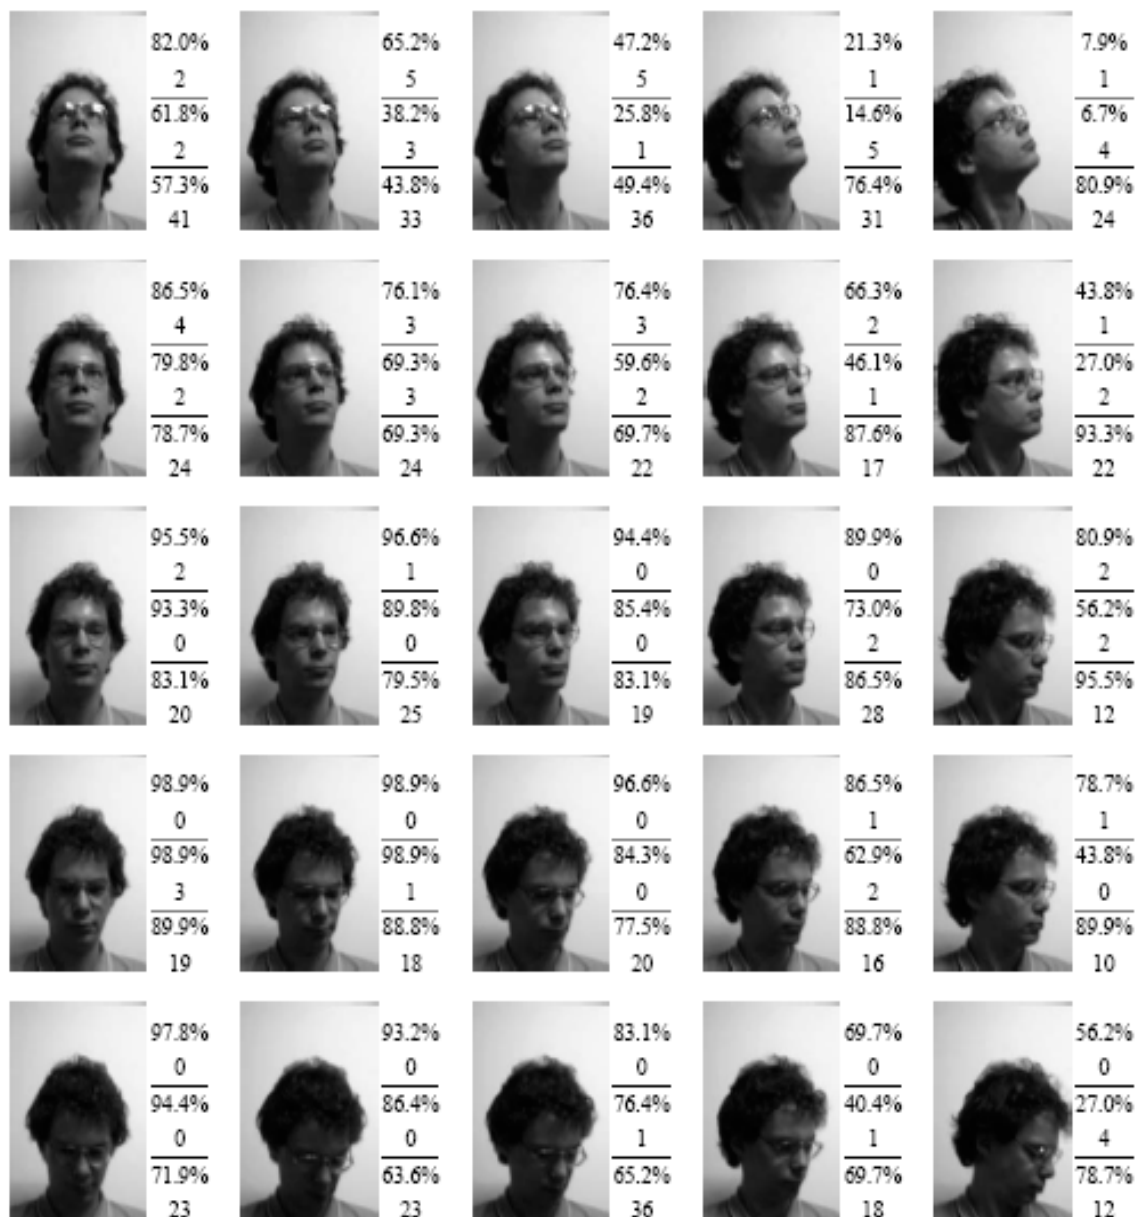 82.0% 65.2% 47.2% 21.3% 7.9%
2 5 5 1 1
61.8% 38.2% 25.8% 14.6% 6.7%
2 3 1 5 4
57.3% 43.8% 49.4% 76.4% 80.9%
41 33 36 31 24
86.5% 76.1% 76.4% 66.3% 43.8%
4 3 3 2 1
79.8% 69.3% 59.6% 46.1% 27.0%
2 3 2 1 2
78.7% 69.3% 69.7% 87.6% 93.3%
24 24 22 17 22
95.5% 96.6% 94.4% 89.9% 80.9%
2 1 0 0 2
93.3% 89.8% 85.4% 73.0% 56.2%
0 0 0 2 2
83.1% 79.5% 83.1% 86.5% 95.5%
20 25 19 28 12
98.9% 98.9% 96.6% 86.5% 78.7%
0 0 0 1 1
98.9% 98.9% 84.3% 62.9% 43.8%
3 1 0 2 0
89.9% 88.8% 77.5% 88.8% 89.9%
19 18 20 16 10
97.8% 93.2% 83.1% 69.7% 56.2%
0 0 0 0 0
94.4% 86.4% 76.4% 40.4% 27.0%
0 0 1 1 4
71.9% 63.6% 65.2% 69.7% 78.7%
23 23 36 18 12